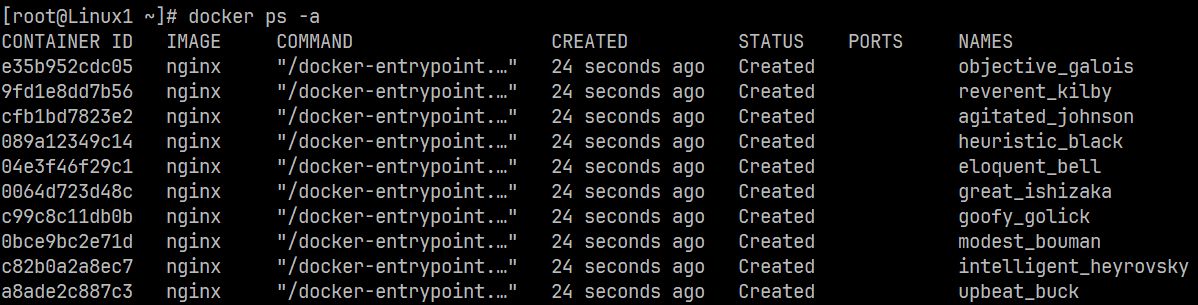 [root@Linux1 ~]# docker ps -a
CONTAINER ID   IMAGE     COMMAND                  CREATED          STATUS    PORTS     NAMES
e35b952cdc05   nginx     "/docker-entrypoint.…"   24 seconds ago   Created             objective_galois
9fd1e8dd7b56   nginx     "/docker-entrypoint.…"   24 seconds ago   Created             reverent_kilby
cfb1bd7823e2   nginx     "/docker-entrypoint.…"   24 seconds ago   Created             agitated_johnson
089a12349c14   nginx     "/docker-entrypoint.…"   24 seconds ago   Created             heuristic_black
04e3f46f29c1   nginx     "/docker-entrypoint.…"   24 seconds ago   Created             eloquent_bell
0064d723d48c   nginx     "/docker-entrypoint.…"   24 seconds ago   Created             great_ishizaka
c99c8c11db0b   nginx     "/docker-entrypoint.…"   24 seconds ago   Created             goofy_golick
0bce9bc2e71d   nginx     "/docker-entrypoint.…"   24 seconds ago   Created             modest_bouman
c82b0a2a8ec7   nginx     "/docker-entrypoint.…"   24 seconds ago   Created             intelligent_heyrovsky
a8ade2c887c3   nginx     "/docker-entrypoint.…"   24 seconds ago   Created             upbeat_buck